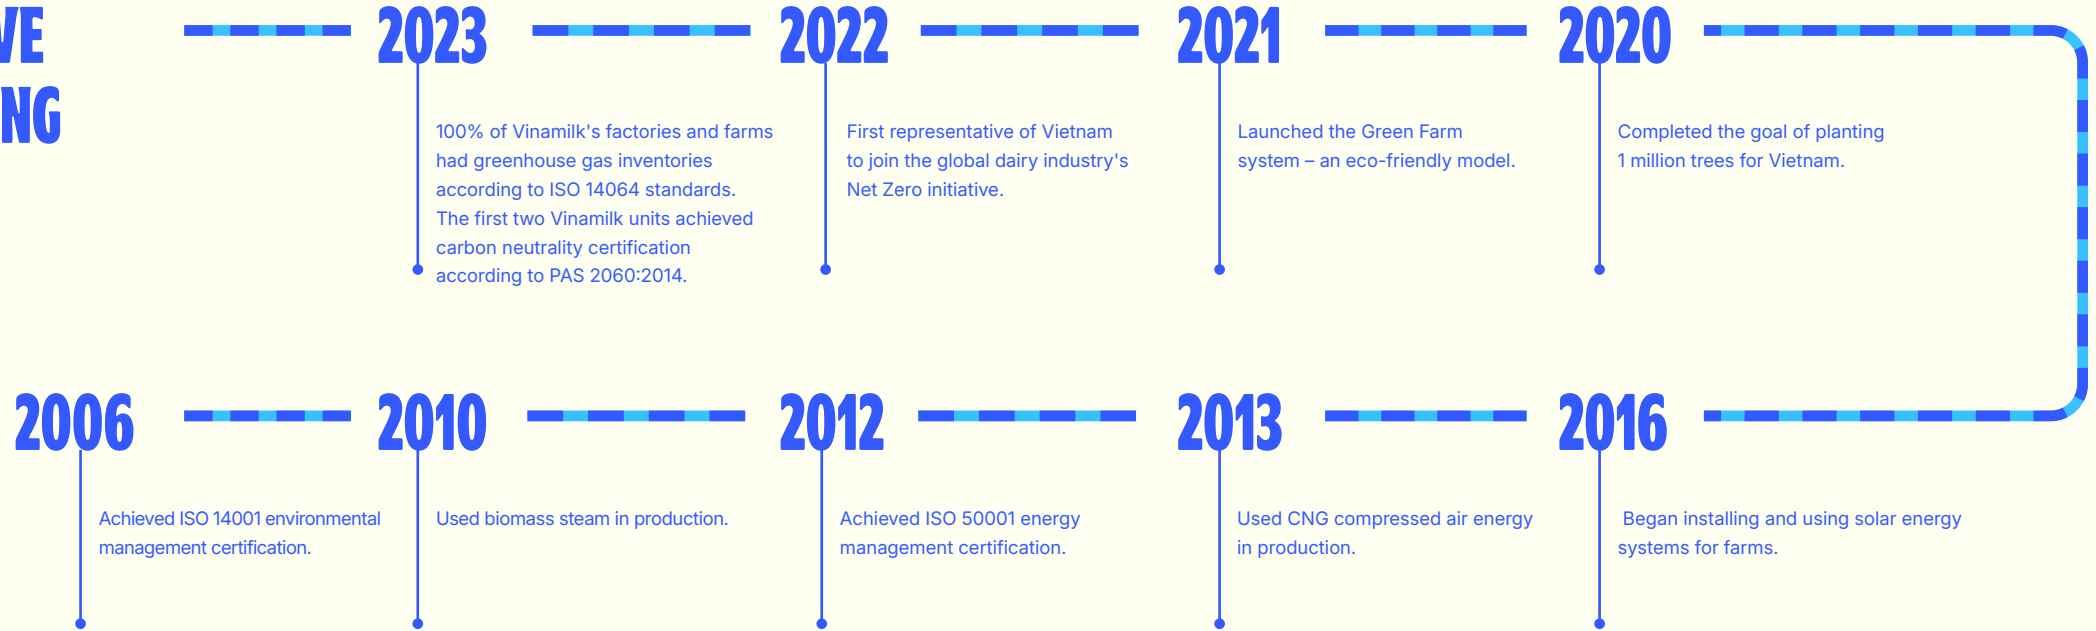 VE
NG
2023
100% of Vinamilk's factories and farms
had greenhouse gas inventories
according to ISO 14064 standards.
The first two Vinamilk units achieved
carbon neutrality certification
according to PAS 2060:2014.
2022
First representative of Vietnam
to join the global dairy industry's
Net Zero initiative.
2021
Launched the Green Farm
system – an eco-friendly model.
2020
Completed the goal of planting
1 million trees for Vietnam.
2006
Achieved ISO 14001 environmental
management certification.
2010
Used biomass steam in production.
2012
Achieved ISO 50001 energy
management certification.
2013
Used CNG compressed air energy
in production.
2016
Began installing and using solar energy
systems for farms.